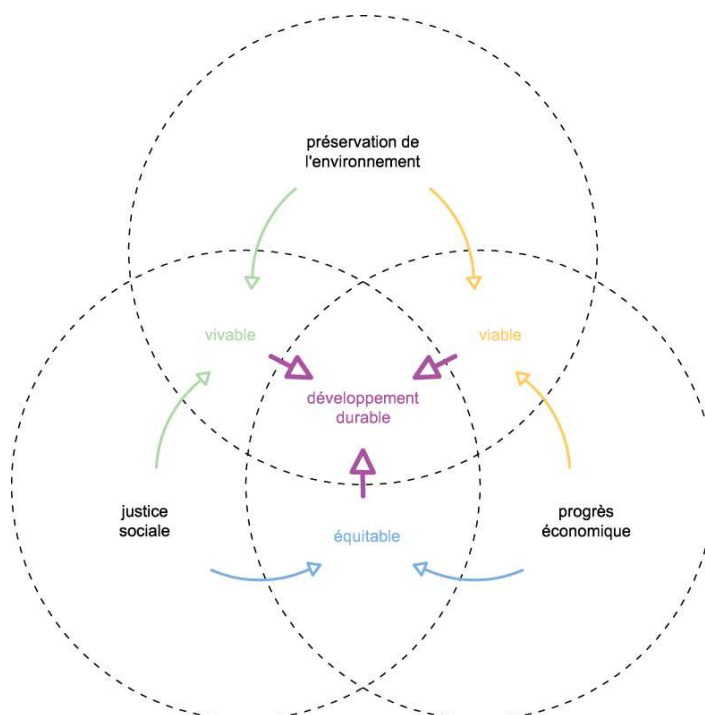 préservation de
l'environnement
vivable
viable
développement
durable
justice
sociale
équitable
progrès
économique